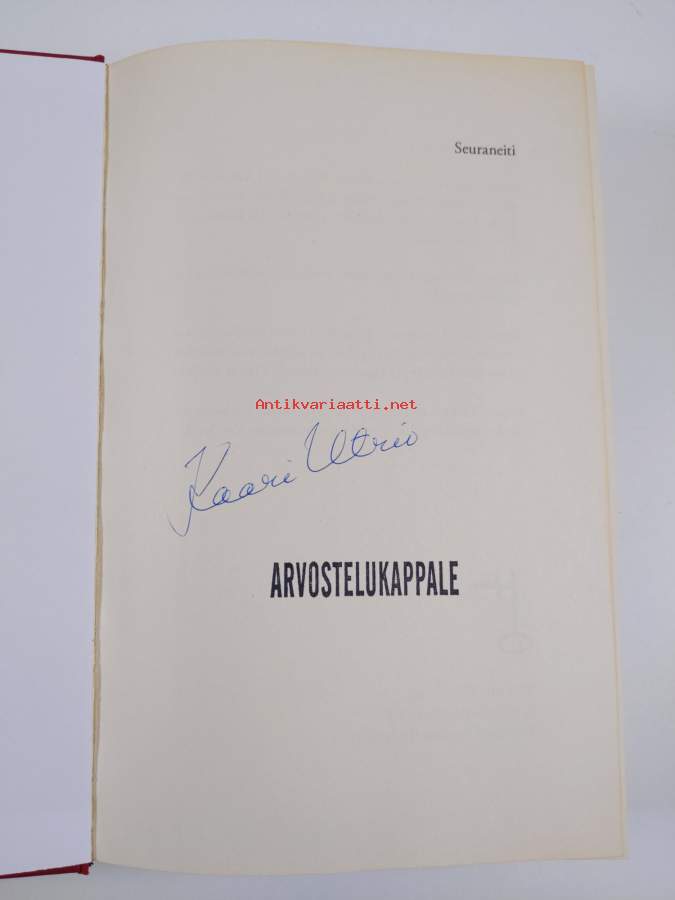 Seuraneiti
Antikvariaatti.net
Kaari Utrio
ARVOSTELUKAPPALE